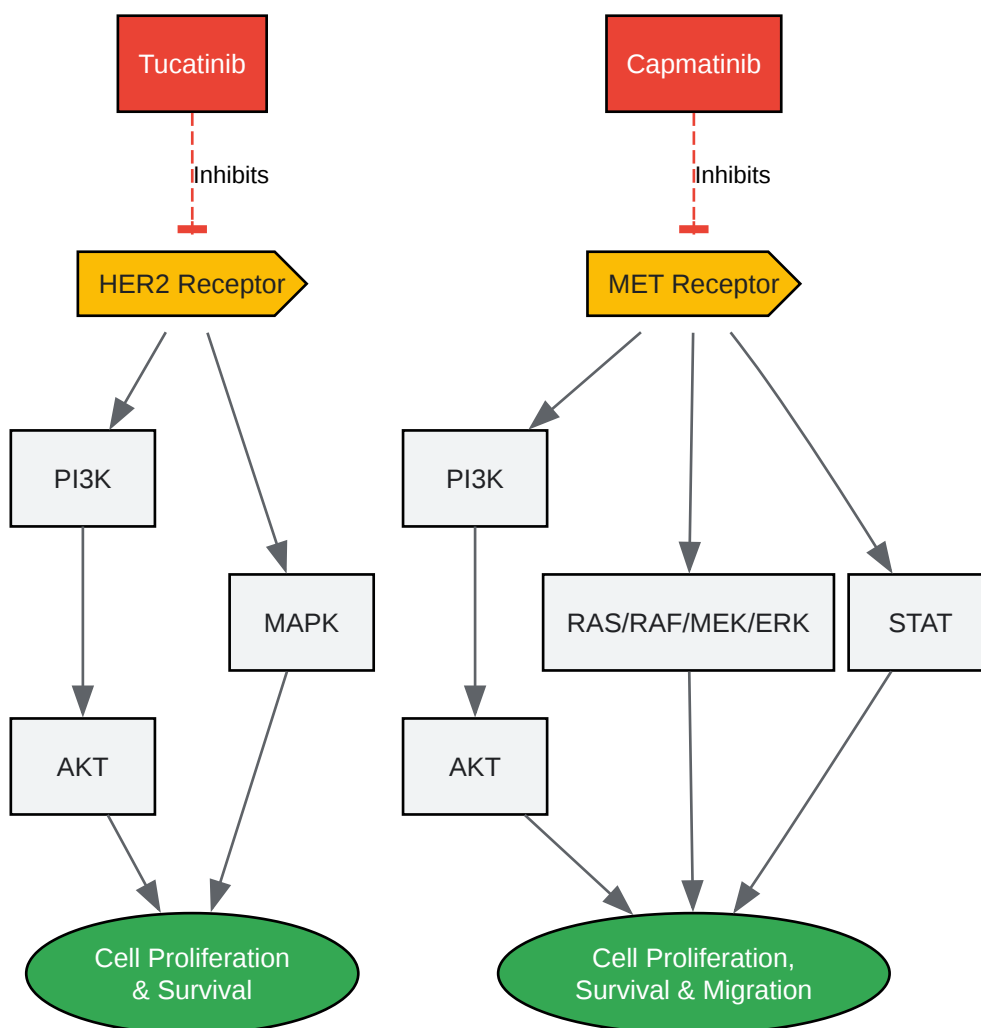 Tucatinib
Capmatinib
Inhibits
Inhibits
HER2 Receptor
MET Receptor
PI3K
PI3K
MAPK
RAS/RAF/MEK/ERK
STAT
AKT
AKT
Cell Proliferation
& Survival
Cell Proliferation,
Survival & Migration